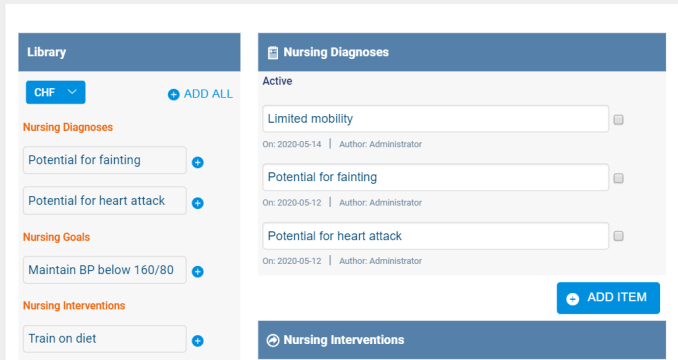 Library
CHF
ADD ALL
Nursing Diagnoses
Potential for fainting
Potential for heart attack
Nursing Goals
Maintain BP below 160/80
Nursing Interventions
Train on diet
Nursing Diagnoses
Active
Limited mobility
On: 2020-05-14 | Author: Administrator
Potential for fainting
On: 2020-05-12 | Author: Administrator
Potential for heart attack
On: 2020-05-12 | Author: Administrator
ADD ITEM
Nursing Interventions